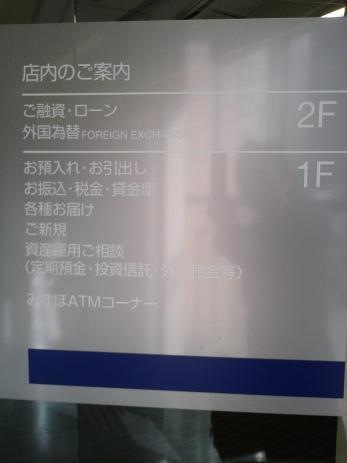 店内のご案内
ご融資・ローン 2F
外国為替 FOREIGN EXCHANGE
お預入れ・お引出し 1F
お振込・税金・貸金庫
各種お届け
ご新規
資産運用ご相談
(定期預金・投資信託・外貨預金等)
みずほATMコーナー